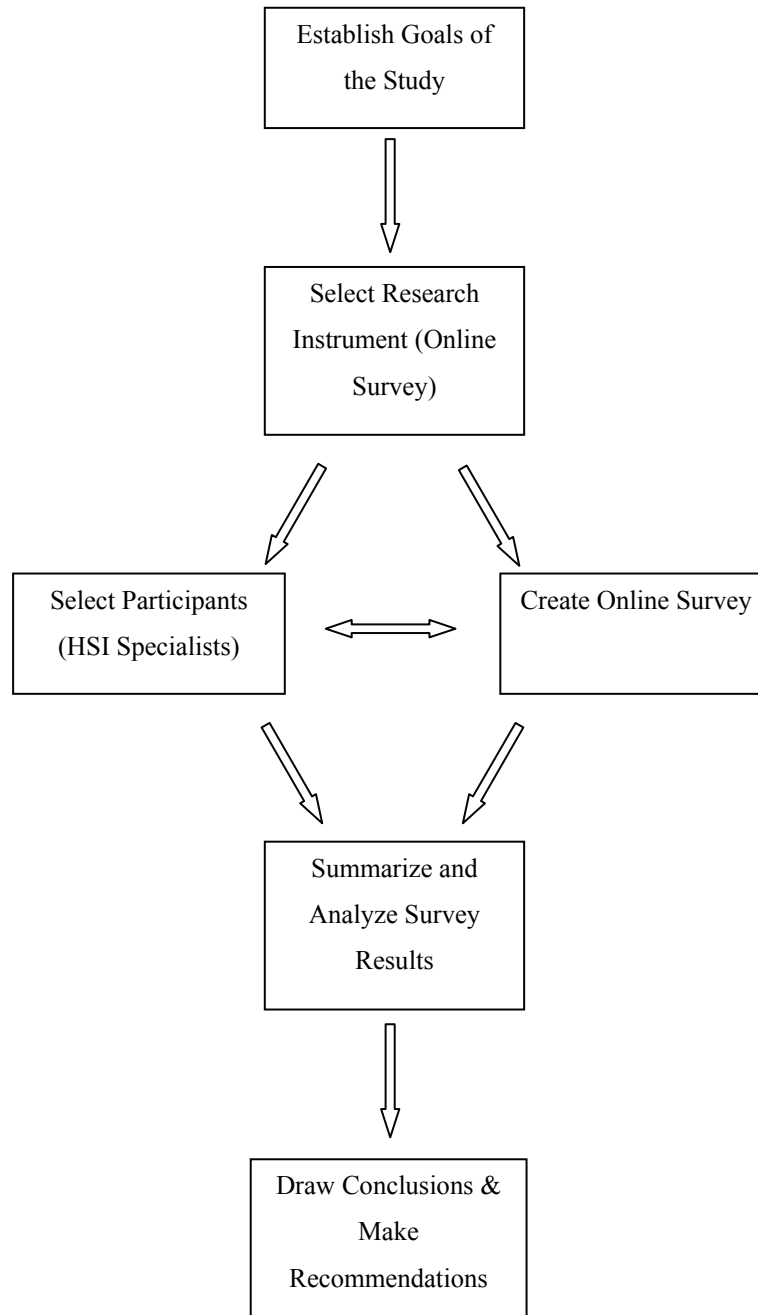 Establish Goals of
the Study
Select Research
Instrument (Online
Survey)
Select Participants
(HSI Specialists)
Create Online Survey
Summarize and
Analyze Survey
Results
Draw Conclusions &
Make
Recommendations